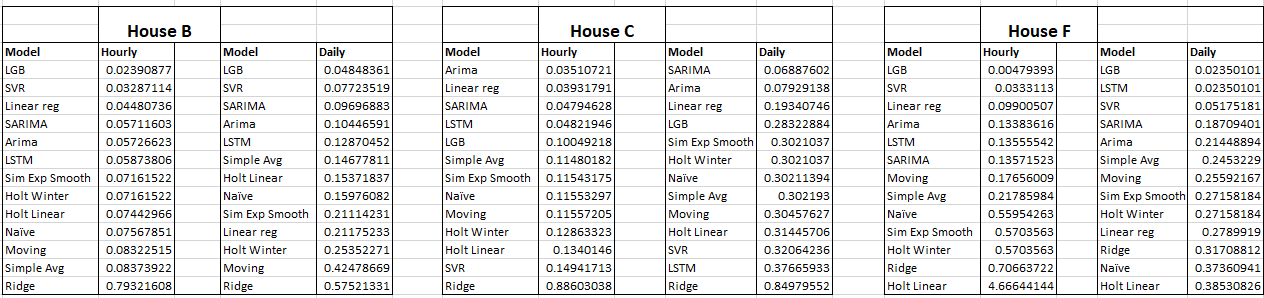 House B House C House F
Model Hourly Model Daily Model Hourly Model Daily Model Hourly Model Daily
LGB 0.02390877 LGB 0.04848361 Arima 0.03510721 SARIMA 0.06887602 LGB 0.00479393 LGB 0.02350101
SVR 0.03287114 SVR 0.07723519 Linear reg 0.03931791 Arima 0.07929138 SVR 0.0333113 LSTM 0.02350101
Linear reg 0.04480736 SARIMA 0.09696883 SARIMA 0.04794628 Linear reg 0.19340746 Linear reg 0.09900507 SVR 0.05175181
SARIMA 0.05711603 Arima 0.10446591 LSTM 0.04821946 LGB 0.28322884 Arima 0.13383616 SARIMA 0.18709401
Arima 0.05726623 LSTM 0.12870452 LGB 0.10049218 Sim Exp Smooth 0.3021037 LSTM 0.13555542 Arima 0.21448894
LSTM 0.05873806 Simple Avg 0.14677811 Simple Avg 0.11480182 Holt Winter 0.3021037 SARIMA 0.13571523 Simple Avg 0.2453229
Sim Exp Smooth 0.07161522 Holt Linear 0.15371837 Sim Exp Smooth 0.11543175 Naïve 0.30211394 Moving 0.17656009 Moving 0.25592167
Holt Winter 0.07161522 Naïve 0.15976082 Naïve 0.11553297 Simple Avg 0.302193 Simple Avg 0.21785984 Sim Exp Smooth 0.27158184
Holt Linear 0.07442966 Sim Exp Smooth 0.21114231 Moving 0.11557205 Moving 0.30457627 Naïve 0.55954263 Holt Winter 0.27158184
Naïve 0.07567851 Linear reg 0.21175233 Holt Winter 0.12863323 Holt Linear 0.31445706 Sim Exp Smooth 0.5703563 Linear reg 0.2789919
Moving 0.08322515 Holt Winter 0.25352271 Holt Linear 0.1340146 SVR 0.32064236 Holt Winter 0.5703563 Ridge 0.31708812
Simple Avg 0.08373922 Moving 0.42478669 SVR 0.14941713 LSTM 0.37665933 Ridge 0.70663722 Naïve 0.37360941
Ridge 0.79321608 Ridge 0.57521331 Ridge 0.88603038 Ridge 0.84979552 Holt Linear 4.66644144 Holt Linear 0.38530826